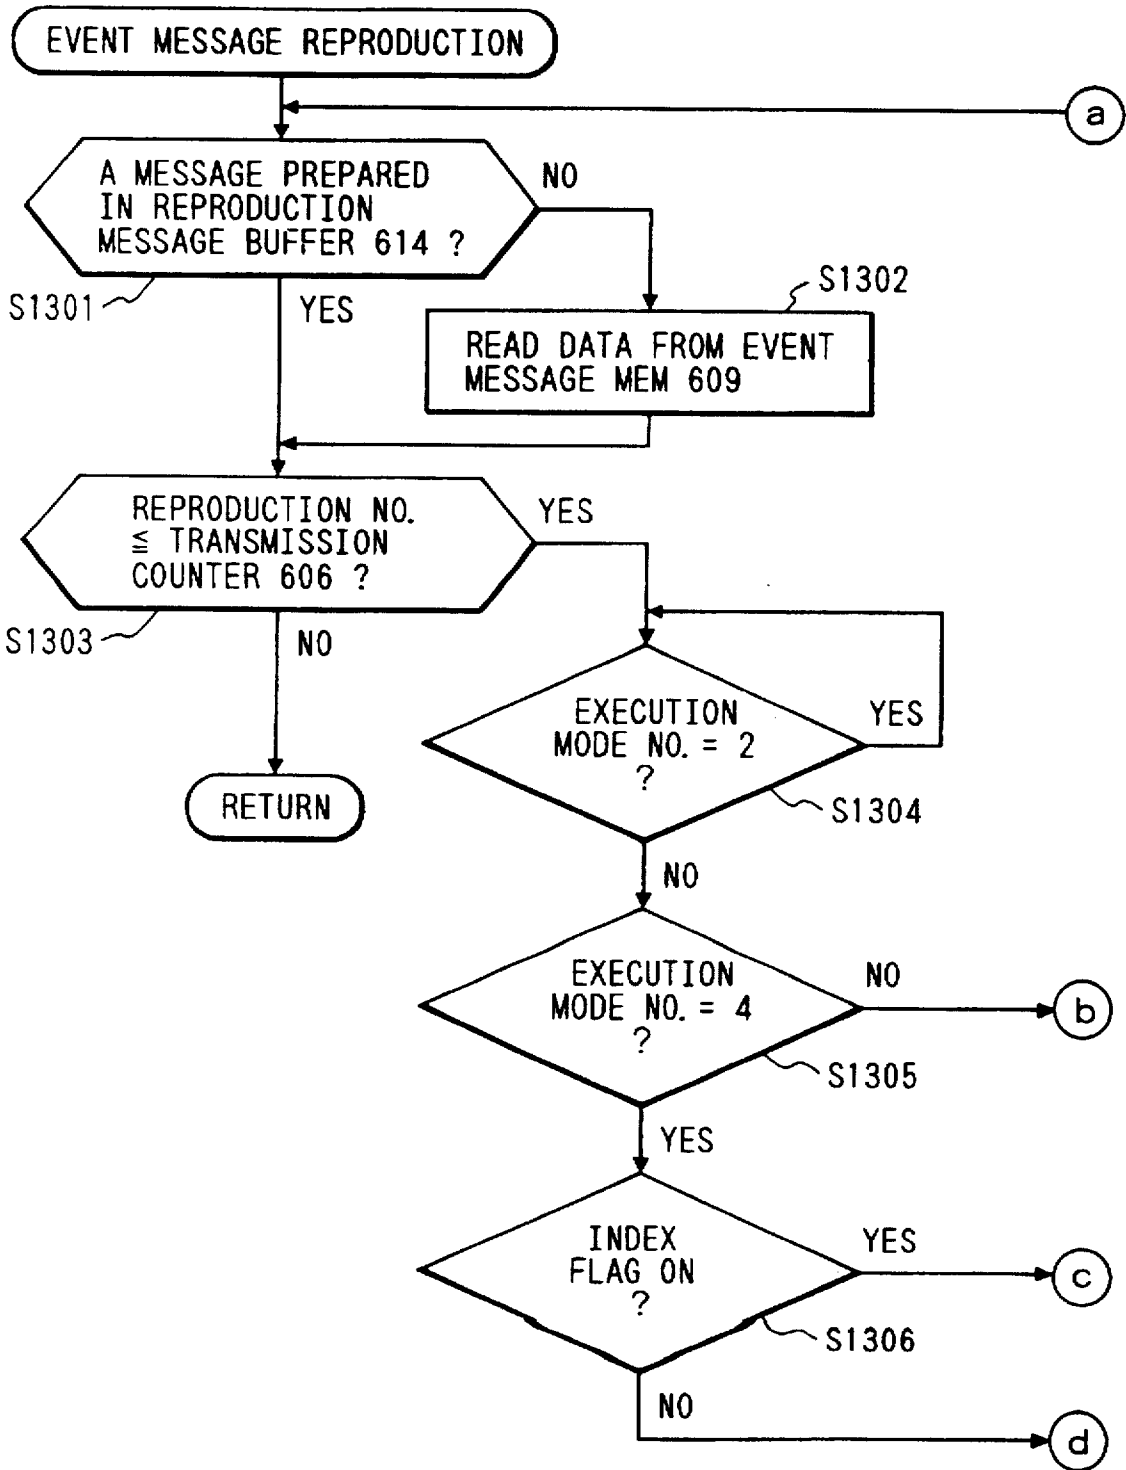 EVENT MESSAGE REPRODUCTION
a
A MESSAGE PREPARED
IN REPRODUCTION
MESSAGE BUFFER 614 ?
NO
S1301
YES
S1302
READ DATA FROM EVENT
MESSAGE MEM 609
REPRODUCTION NO.
≦ TRANSMISSION
COUNTER 606 ?
YES
S1303
NO
RETURN
EXECUTION
MODE NO. = 2
?
YES
S1304
NO
EXECUTION
MODE NO. = 4
?
NO
b
S1305
YES
INDEX
FLAG ON
?
YES
c
S1306
NO
d